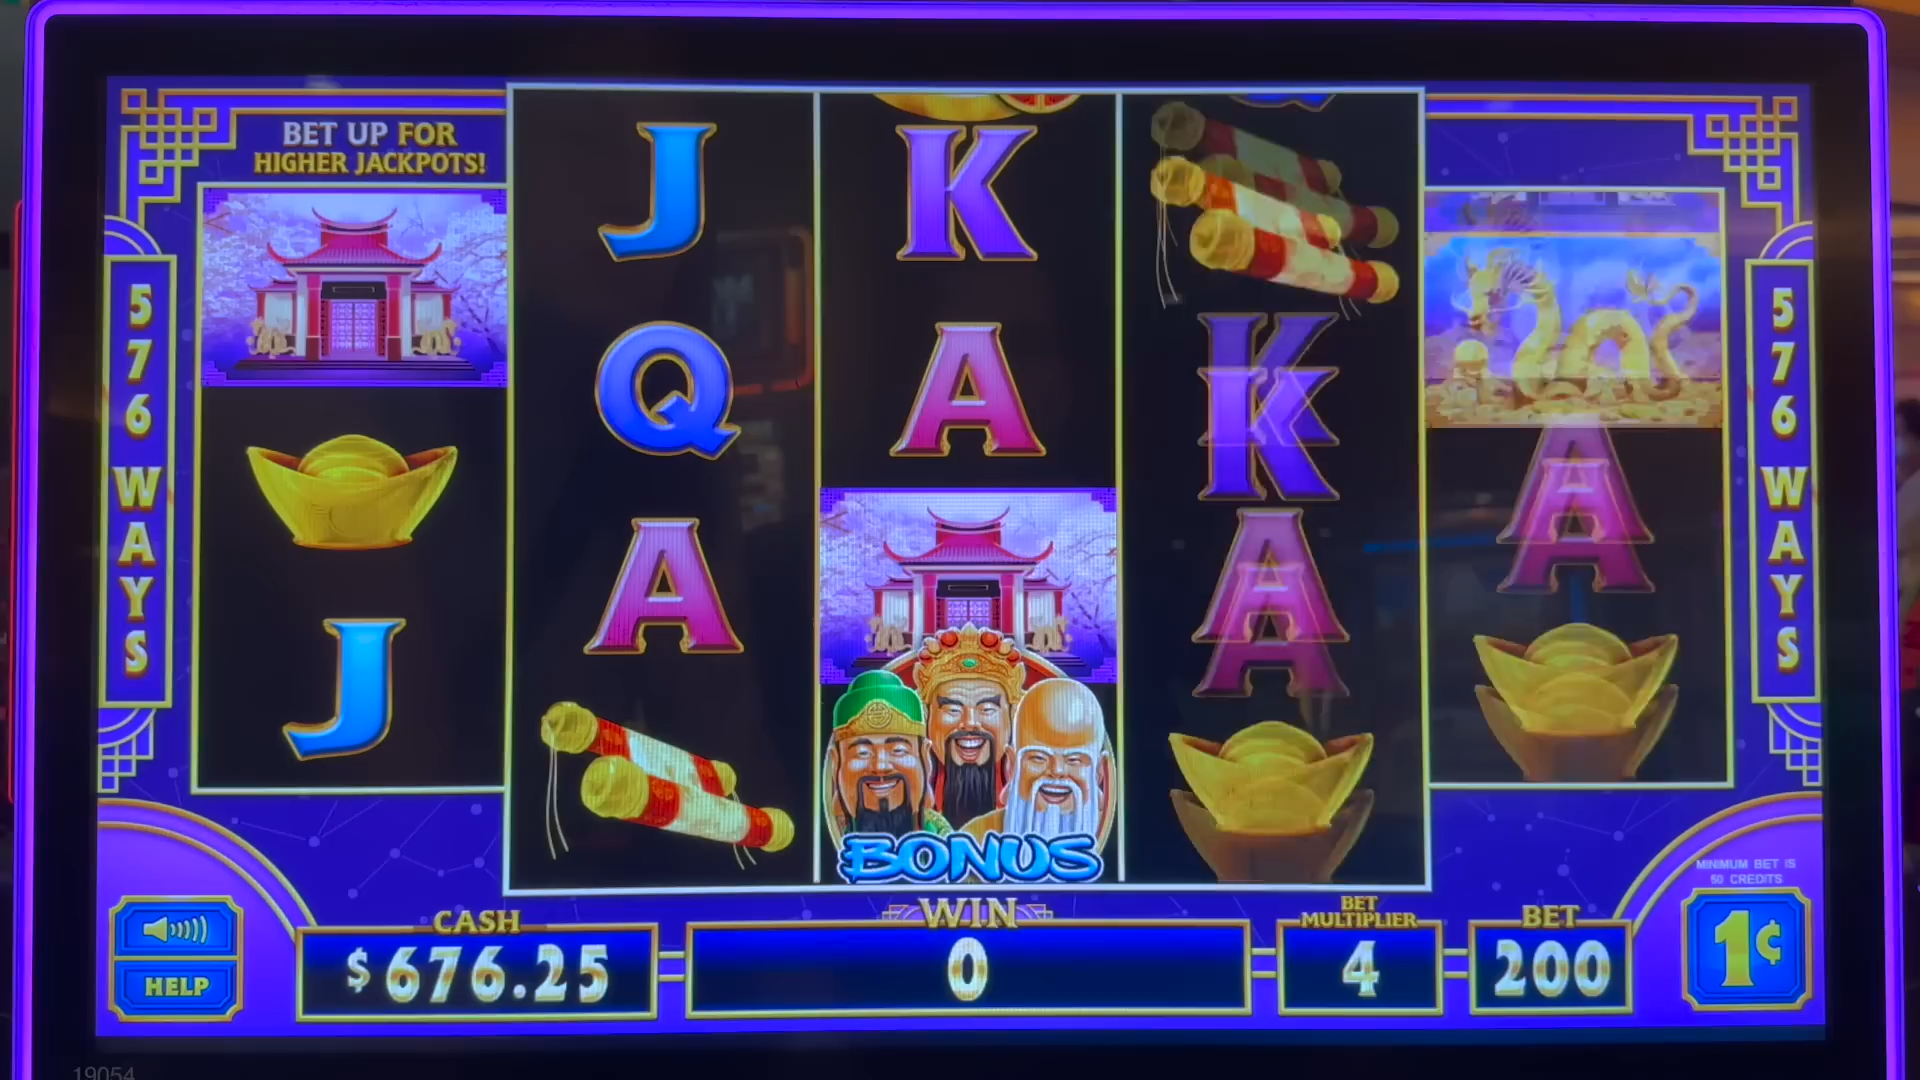 BET UP FOR
HIGHER JACKPOTS!
576 WAYS
J
Q
A
J
K
A
BONUS
K
K
A
A
A
A
576 WAYS
MINIMUM BET IS
50 CREDITS
HELP
CASH
$676.25
WIN
0
BET
MULTIPLIER
4
BET
200
1¢
19054